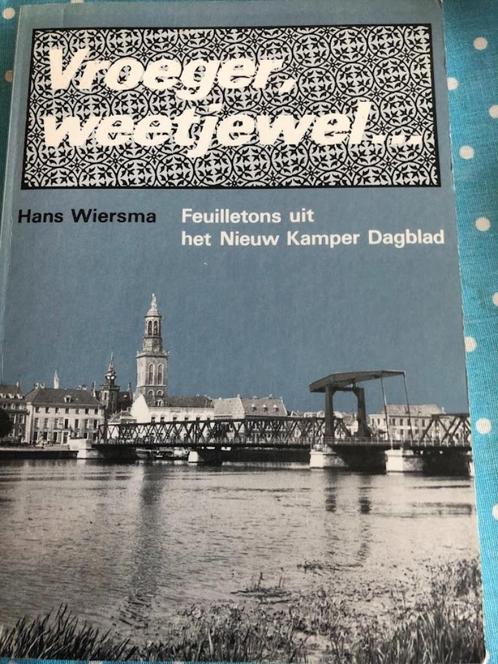 Vroeger,
weetjewel...
Hans Wiersma
Feuilletons uit
het Nieuw Kamper Dagblad